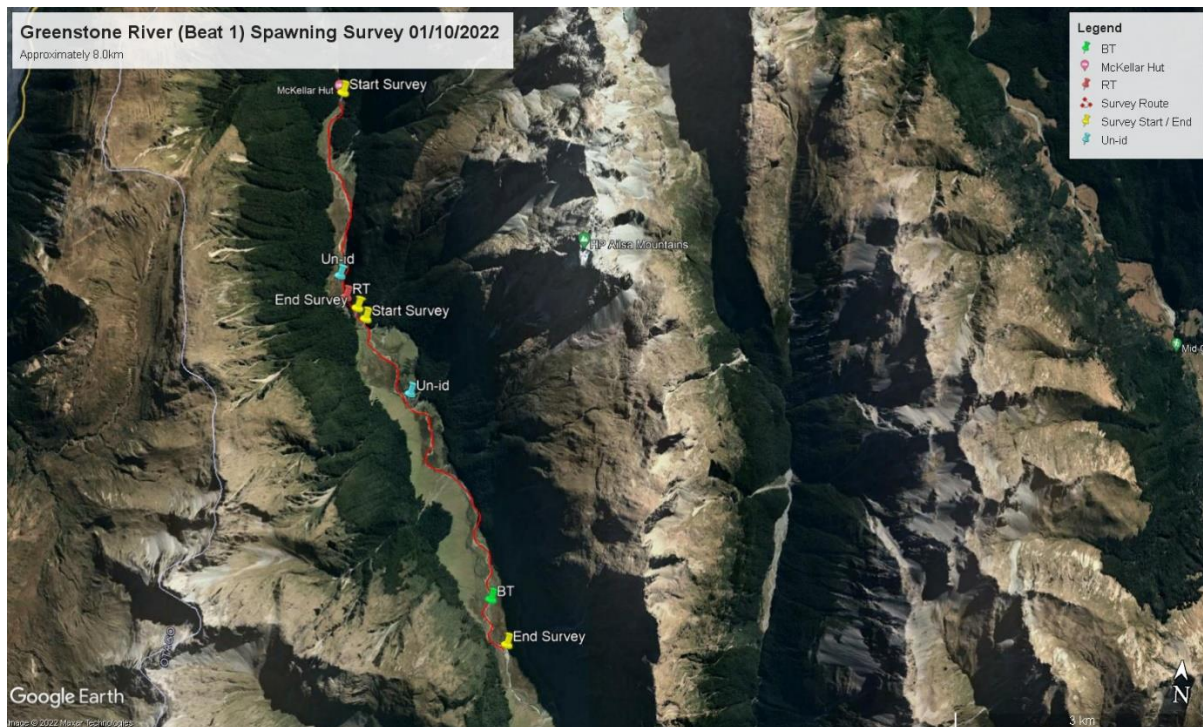 Greenstone River (Beat 1) Spawning Survey 01/10/2022
Approximately 8.0km
Legend
BT
McKellar Hut
RT
Survey Route
Survey Start / End
Un-id
McKellar Hut
Start Survey
HP Ailsa Mountains
Un-id
RT
End Survey
Start Survey
Mid
Un-id
BT
End Survey
Google Earth
Image © 2022 Maxar Technologies
N
3 km